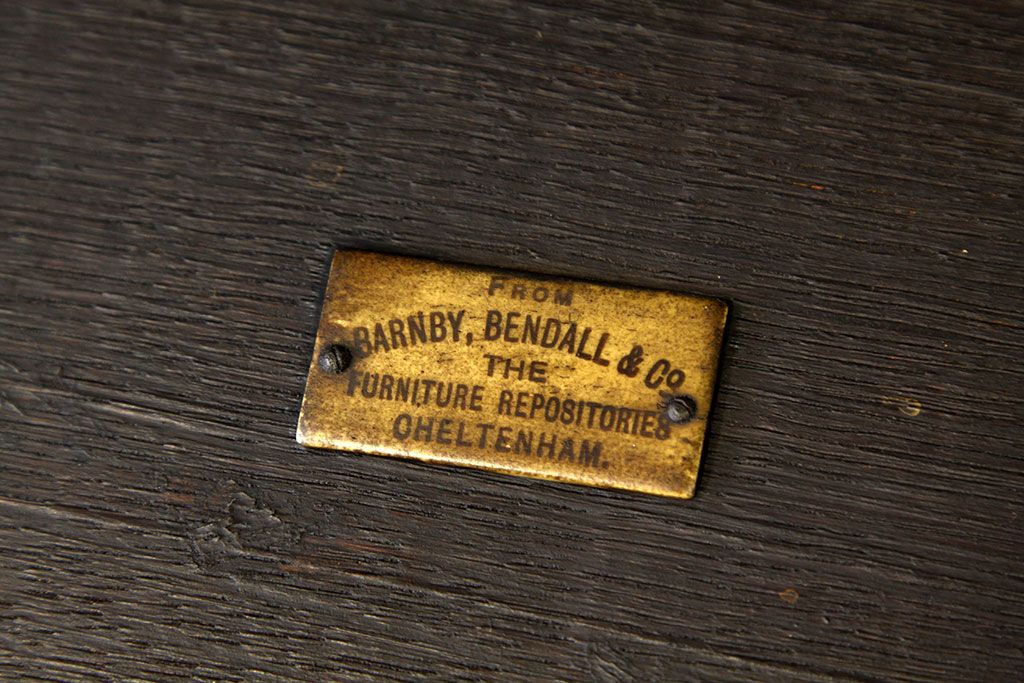 FROM
BARNBY, BENDALL & Co.
THE
FURNITURE REPOSITORIES
CHELTENHAM.